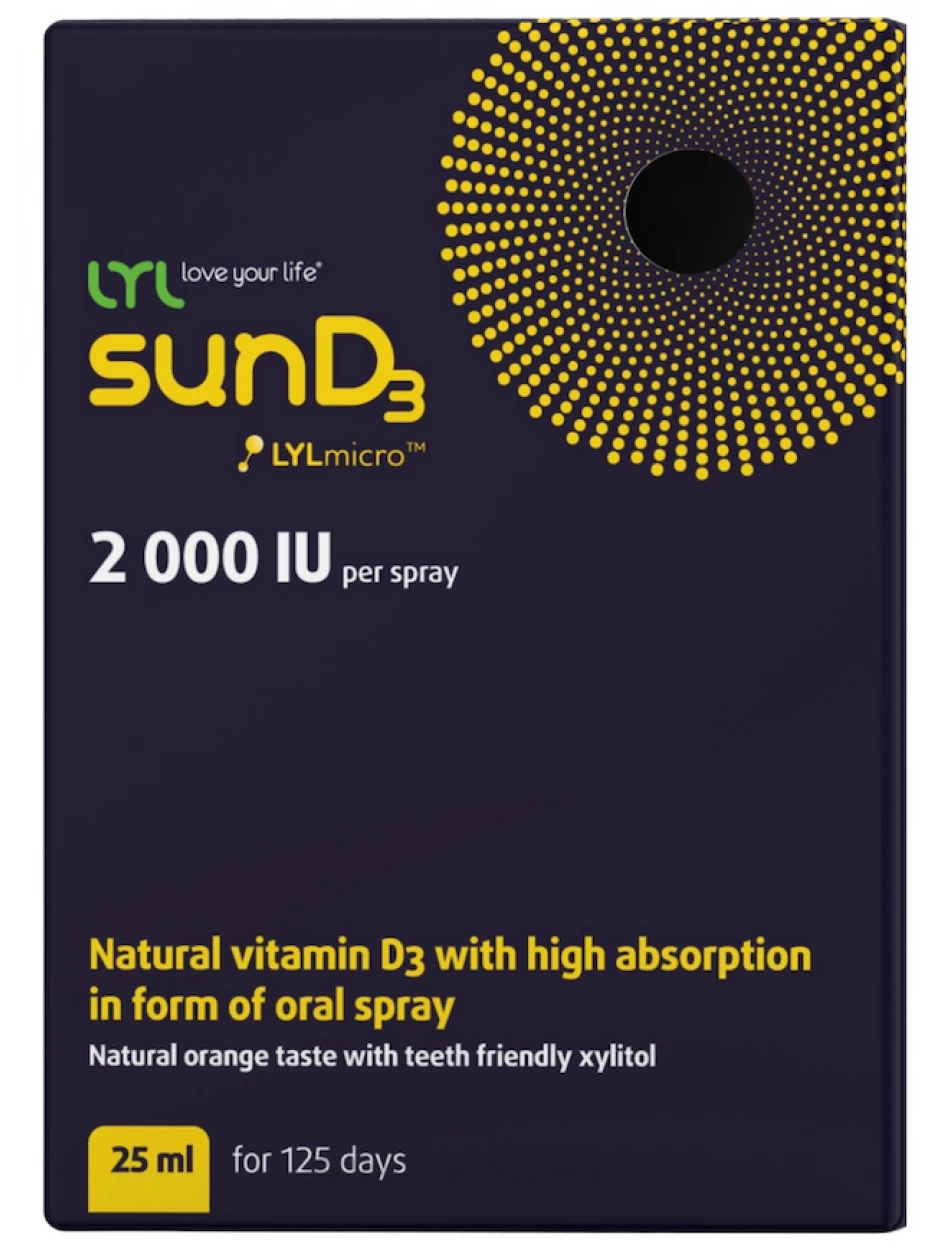 LYL love your life®
sunD3
LYLmicro™
2 000 IU per spray
Natural vitamin D3 with high absorption
in form of oral spray
Natural orange taste with teeth friendly xylitol
25 ml for 125 days